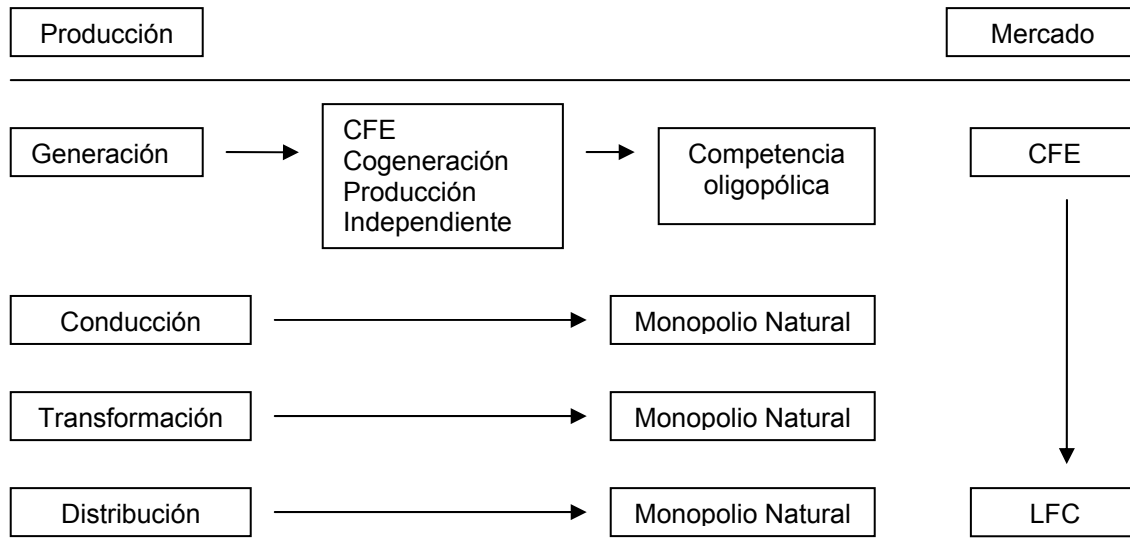 Producción
Mercado
Generación
CFE
Cogeneración
Producción
Independiente
Competencia
oligopólica
CFE
Conducción
Monopolio Natural
Transformación
Monopolio Natural
Distribución
Monopolio Natural
LFC